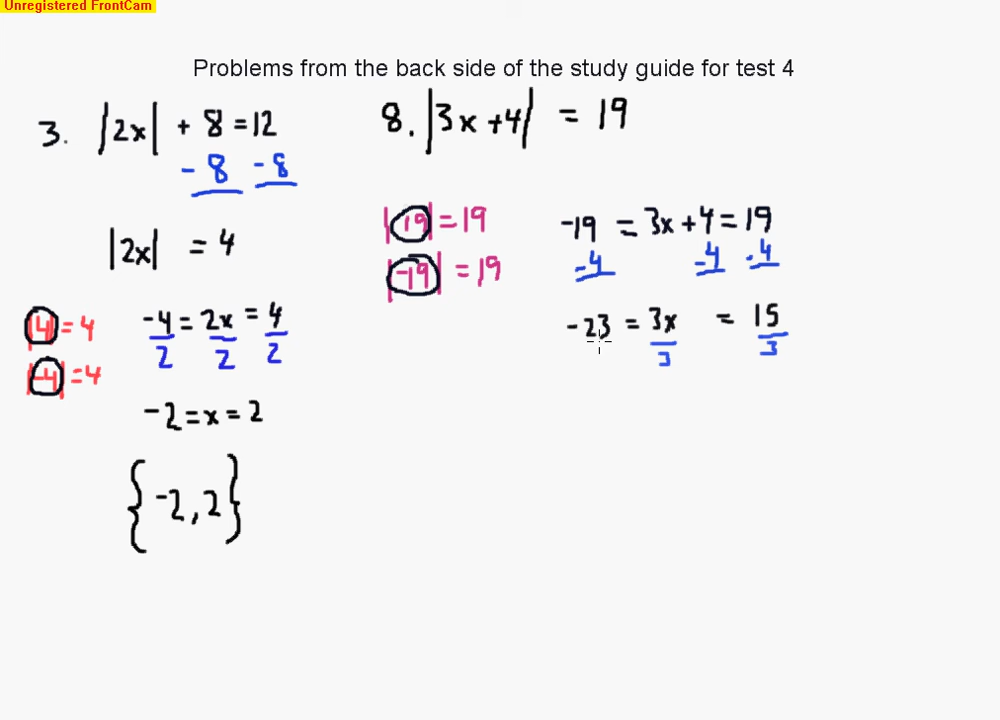 Unregistered FrontCam
Problems from the back side of the study guide for test 4
3. |2x| + 8 = 12
- 8 - 8
|2x| = 4
|4| = 4
|-4| = 4
-4 = 2x = 4
2 2 2
-2 = x = 2
{-2, 2}
8. |3x + 4| = 19
|19| = 19
|-19| = 19
-19 = 3x + 4 = 19
-4 -4 -4
-23 = 3x = 15
3 3